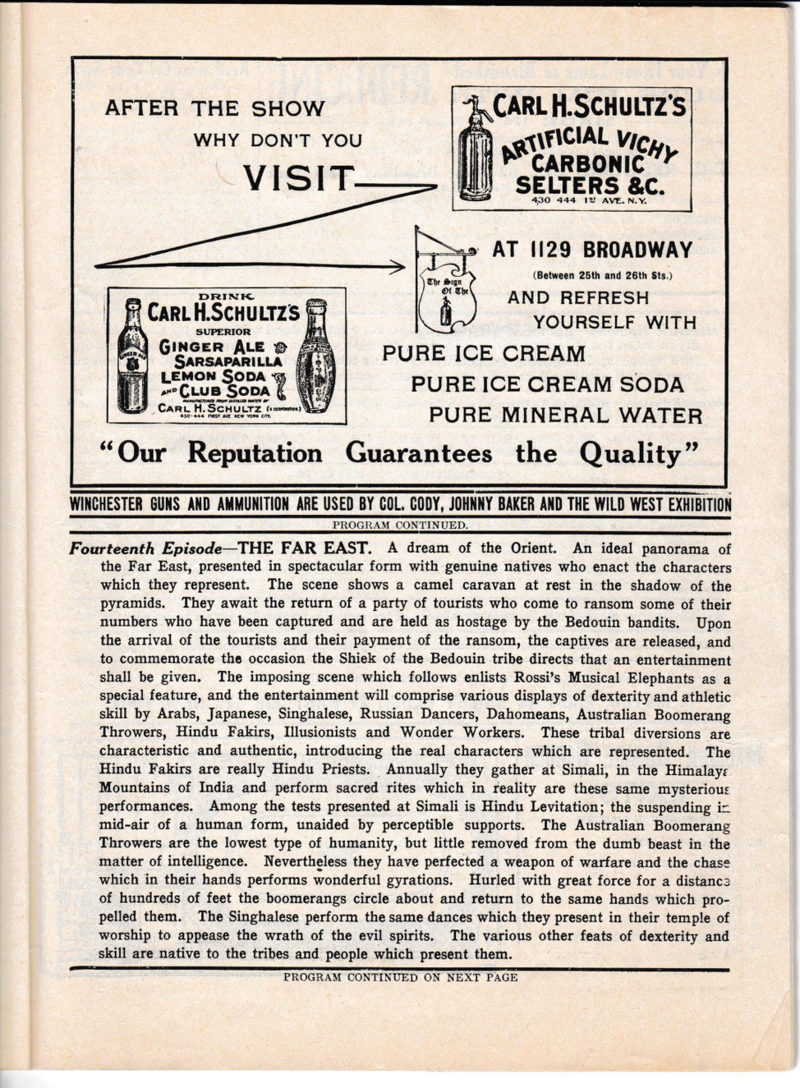 AFTER THE SHOW
WHY DON'T YOU
VISIT
CARL H. SCHULTZ'S
ARTIFICIAL VICHY
CARBONIC
SELTERS &C.
430 444 1ST AVE. N.Y.
AT 1129 BROADWAY
(Between 25th and 26th Sts.)
The Sign
Of The
AND REFRESH
YOURSELF WITH
PURE ICE CREAM
PURE ICE CREAM SODA
PURE MINERAL WATER
DRINK
CARL H. SCHULTZ'S
SUPERIOR
GINGER ALE
SARSAPARILLA
LEMON SODA
AND CLUB SODA
MANUFACTURED FROM DISTILLED WATER BY
CARL H. SCHULTZ (A CORPORATION)
430-444 FIRST AVE NEW YORK CITY.
GINGER ALE
"Our Reputation Guarantees the Quality"
WINCHESTER GUNS AND AMMUNITION ARE USED BY COL. CODY, JOHNNY BAKER AND THE WILD WEST EXHIBITION
PROGRAM CONTINUED.
Fourteenth Episode—THE FAR EAST. A dream of the Orient. An ideal panorama of
the Far East, presented in spectacular form with genuine natives who enact the characters
which they represent. The scene shows a camel caravan at rest in the shadow of the
pyramids. They await the return of a party of tourists who come to ransom some of their
numbers who have been captured and are held as hostage by the Bedouin bandits. Upon
the arrival of the tourists and their payment of the ransom, the captives are released, and
to commemorate the occasion the Shiek of the Bedouin tribe directs that an entertainment
shall be given. The imposing scene which follows enlists Rossi's Musical Elephants as a
special feature, and the entertainment will comprise various displays of dexterity and athletic
skill by Arabs, Japanese, Singhalese, Russian Dancers, Dahomeans, Australian Boomerang
Throwers, Hindu Fakirs, Illusionists and Wonder Workers. These tribal diversions are
characteristic and authentic, introducing the real characters which are represented. The
Hindu Fakirs are really Hindu Priests. Annually they gather at Simali, in the Himalaya
Mountains of India and perform sacred rites which in reality are these same mysterious
performances. Among the tests presented at Simali is Hindu Levitation; the suspending in
mid-air of a human form, unaided by perceptible supports. The Australian Boomerang
Throwers are the lowest type of humanity, but little removed from the dumb beast in the
matter of intelligence. Nevertheless they have perfected a weapon of warfare and the chase
which in their hands performs wonderful gyrations. Hurled with great force for a distance
of hundreds of feet the boomerangs circle about and return to the same hands which pro-
pelled them. The Singhalese perform the same dances which they present in their temple of
worship to appease the wrath of the evil spirits. The various other feats of dexterity and
skill are native to the tribes and people which present them.
PROGRAM CONTINUED ON NEXT PAGE